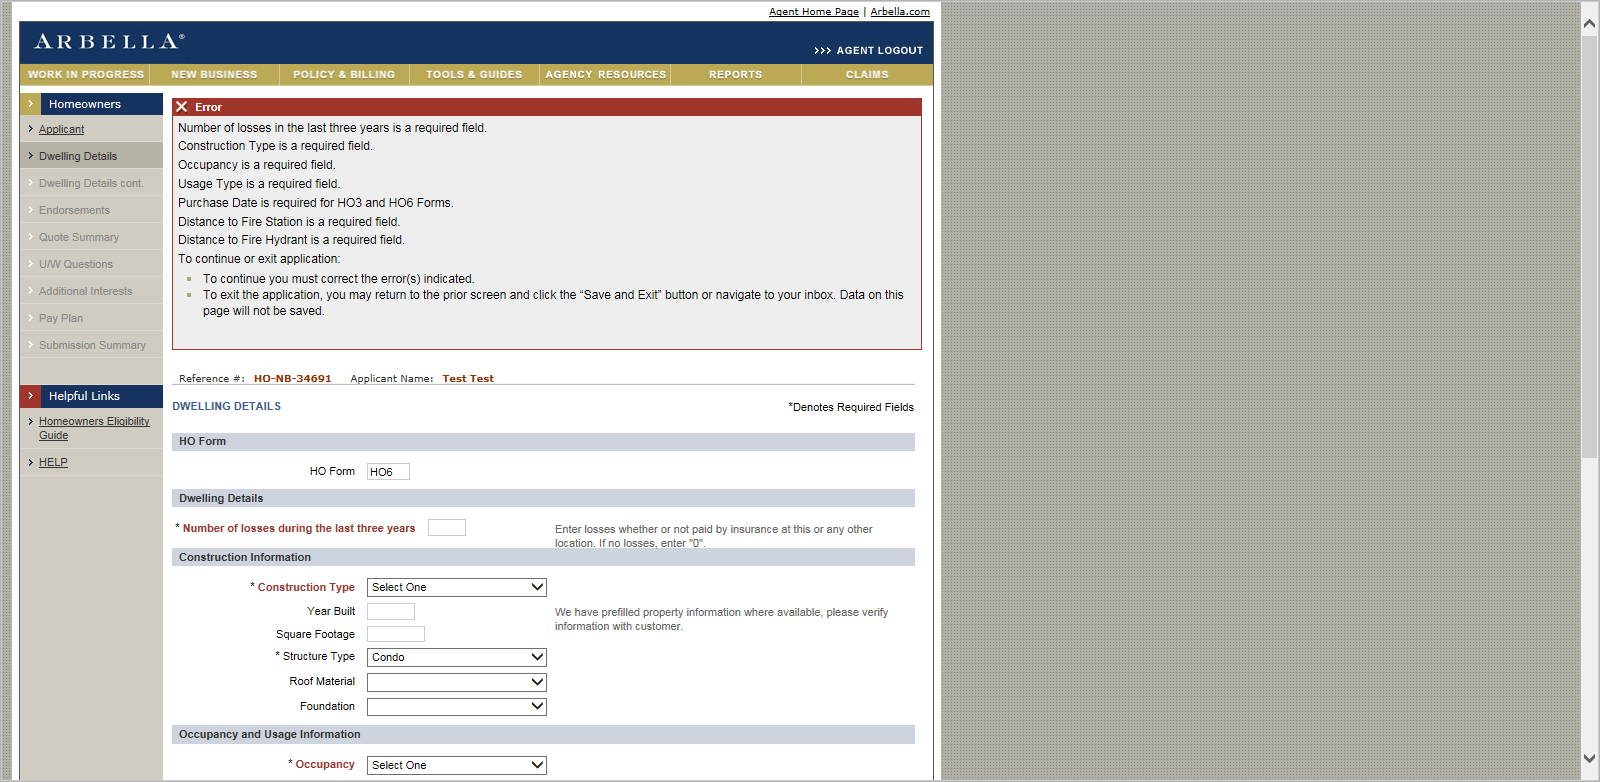 Agent Home Page | Arbella.com
ARBELLA®
>>> AGENT LOGOUT
WORK IN PROGRESS NEW BUSINESS POLICY & BILLING TOOLS & GUIDES AGENCY RESOURCES REPORTS CLAIMS
Homeowners
Applicant
Dwelling Details
Dwelling Details cont.
Endorsements
Quote Summary
U/W Questions
Additional Interests
Pay Plan
Submission Summary
Helpful Links
Homeowners Eligibility
Guide
HELP
Error
Number of losses in the last three years is a required field.
Construction Type is a required field.
Occupancy is a required field.
Usage Type is a required field.
Purchase Date is required for HO3 and HO6 Forms.
Distance to Fire Station is a required field.
Distance to Fire Hydrant is a required field.
To continue or exit application:
To continue you must correct the error(s) indicated.
To exit the application, you may return to the prior screen and click the “Save and Exit” button or navigate to your inbox. Data on this
page will not be saved.
Reference #: HO-NB-34691 Applicant Name: Test Test
DWELLING DETAILS *Denotes Required Fields
HO Form
HO Form HO6
Dwelling Details
* Number of losses during the last three years
Enter losses whether or not paid by insurance at this or any other
location. If no losses, enter "0".
Construction Information
* Construction Type Select One
Year Built
We have prefilled property information where available, please verify
information with customer.
Square Footage
* Structure Type Condo
Roof Material
Foundation
Occupancy and Usage Information
* Occupancy Select One